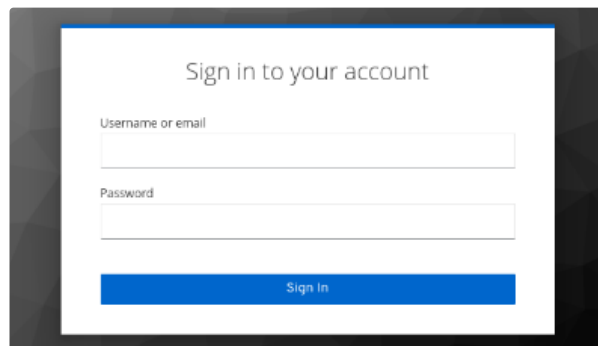 Sign in to your account
Username or email
Password
Sign In